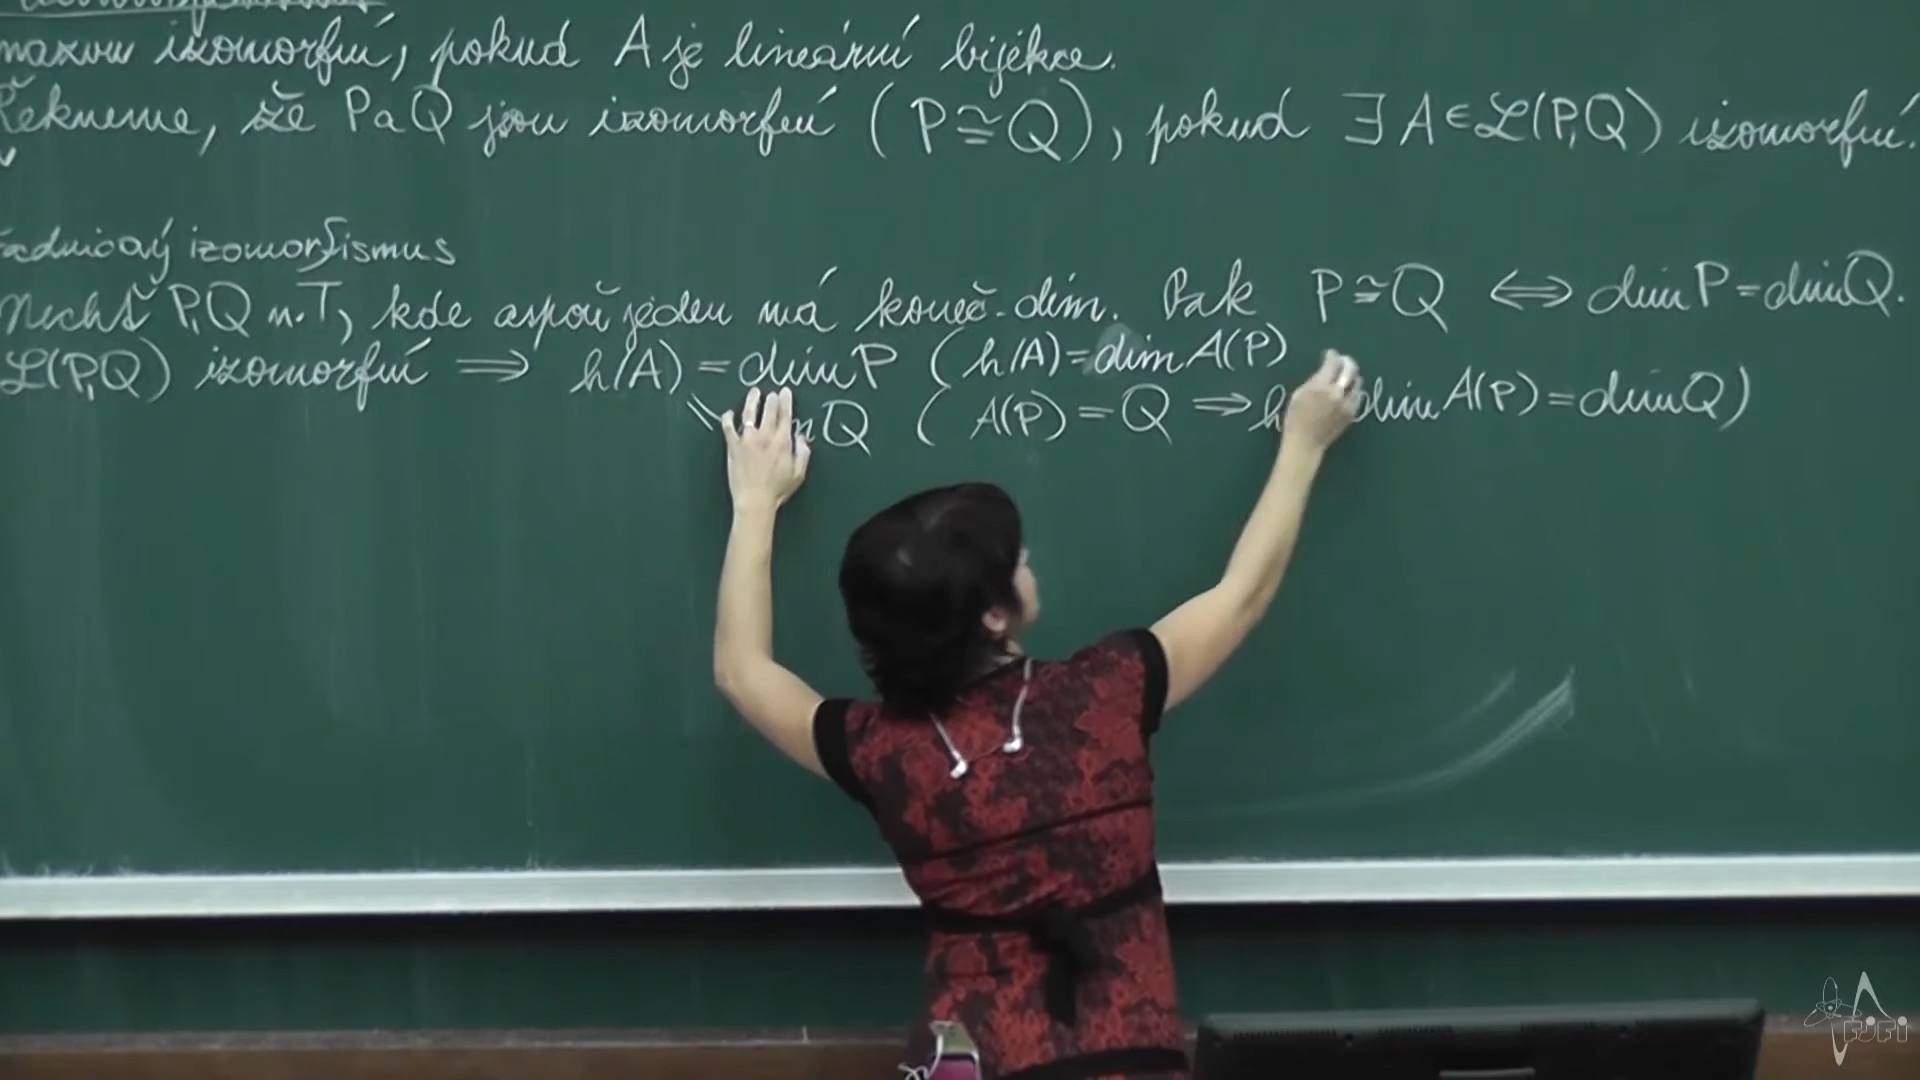 nazvu izomorfní, pokud A je lineární bijekce.
Řekneme, že P a Q jsou izomorfní (P ≅ Q), pokud ∃ A ∈ ℒ(P,Q) izomorfní.
izomorfismus
Nechť P, Q n.T, kde aspoň jeden má koneč. dim. Pak P ≅ Q ⟺ dim P = dim Q.
ℒ(P,Q) izomorfní ⟹ h(A) = dim P (h(A) = dim A(P)
Q ( A(P) = Q ⟹ h dim A(P) = dim Q)
FJFI